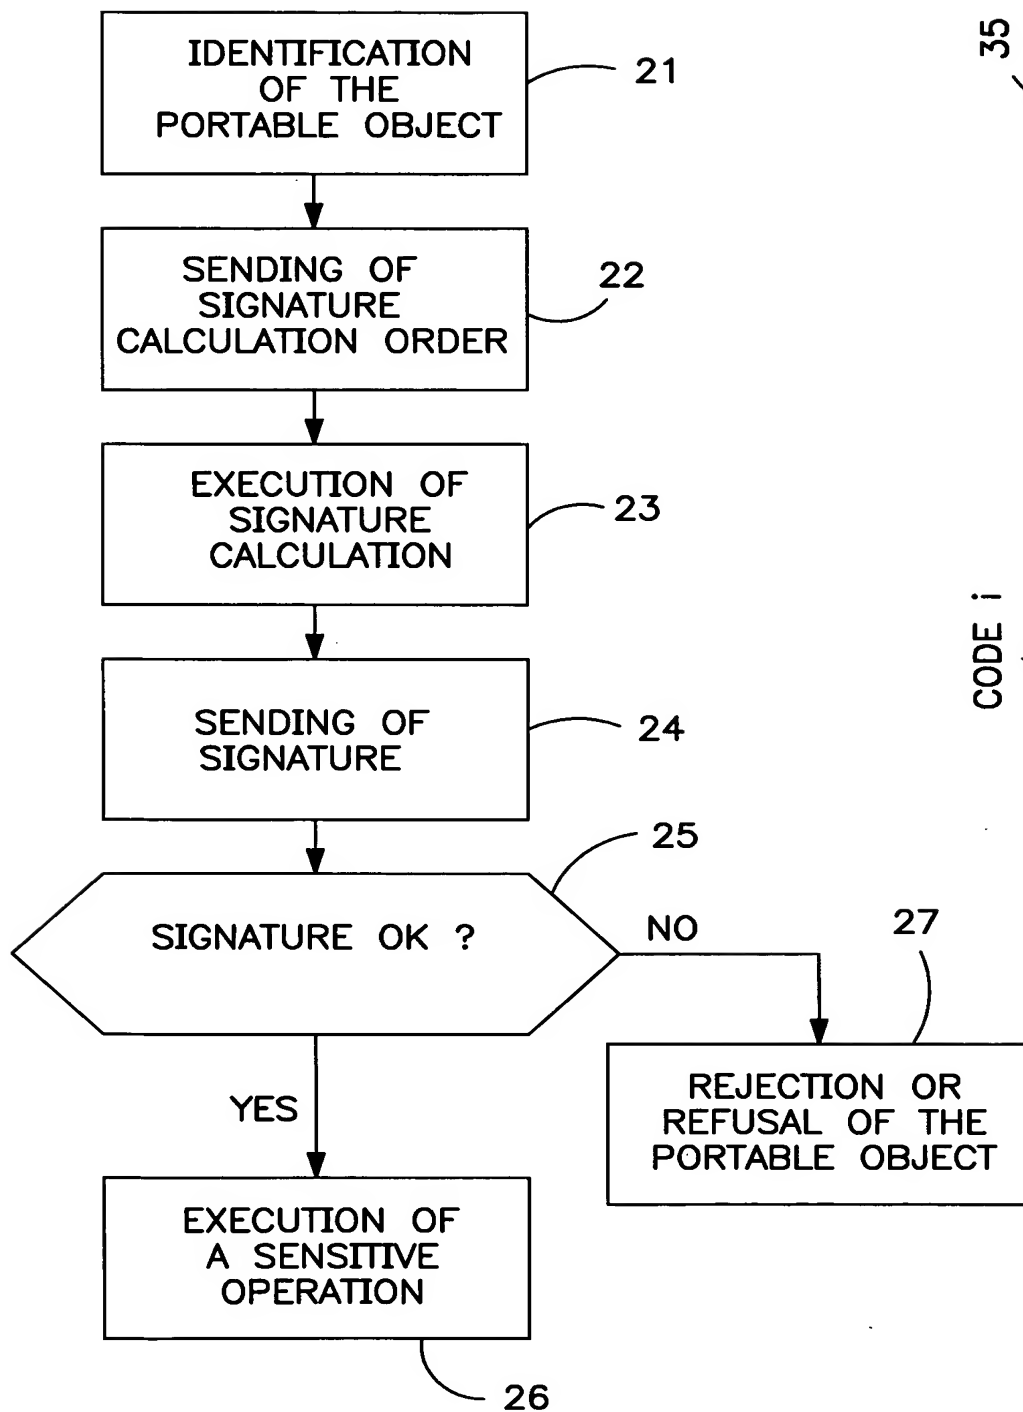 IDENTIFICATION
OF THE
PORTABLE OBJECT
21
SENDING OF
SIGNATURE
CALCULATION ORDER
22
EXECUTION OF
SIGNATURE
CALCULATION
23
SENDING OF
SIGNATURE
24
SIGNATURE OK ?
25
NO
27
REJECTION OR
REFUSAL OF THE
PORTABLE OBJECT
YES
EXECUTION OF
A SENSITIVE
OPERATION
26
35
CODE i